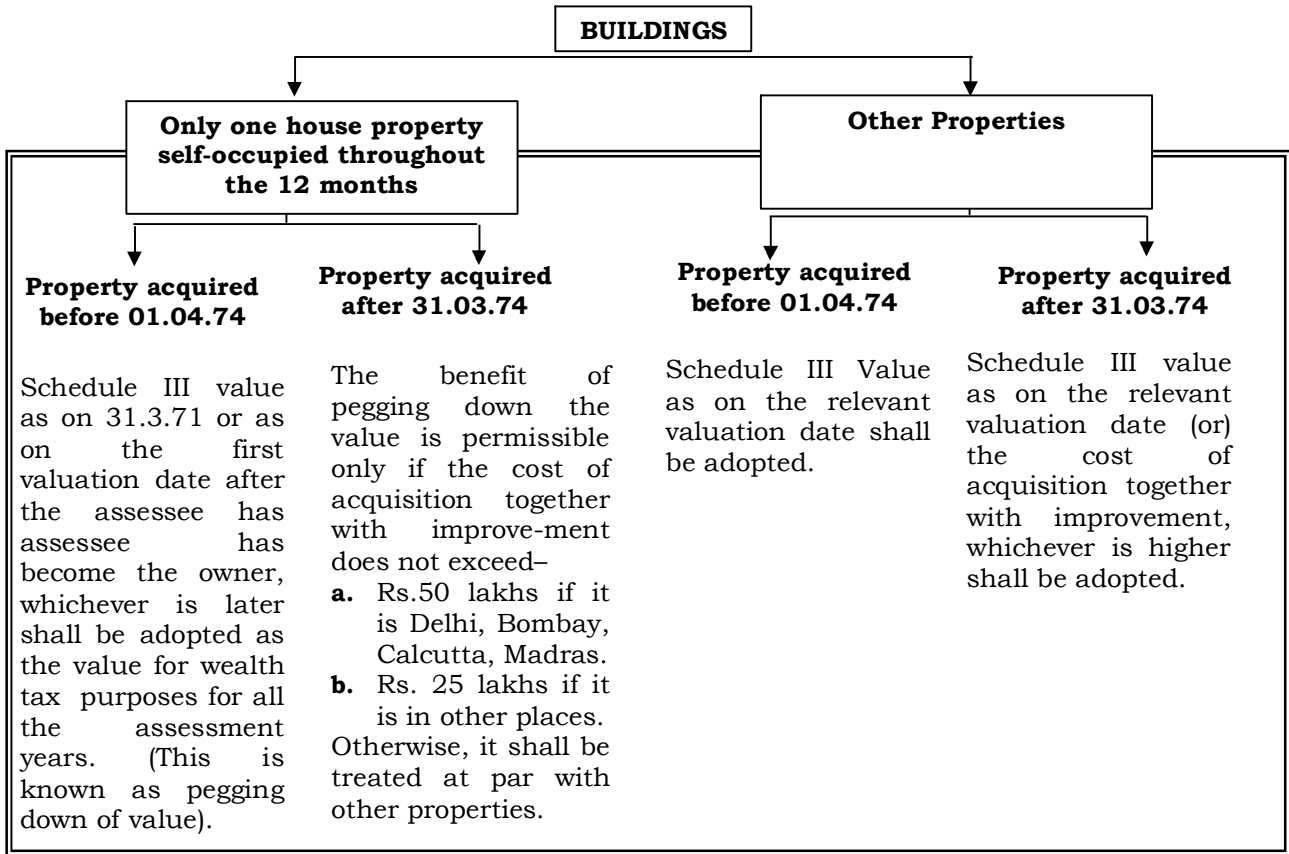 BUILDINGS
Only one house property
self-occupied throughout
the 12 months
Other Properties
Property acquired
before 01.04.74
Schedule III value
as on 31.3.71 or as
on the first
valuation date after
the assessee has
assessee has
become the owner,
whichever is later
shall be adopted as
the value for wealth
tax purposes for all
the assessment
years. (This is
known as pegging
down of value).
Property acquired
after 31.03.74
The benefit of
pegging down the
value is permissible
only if the cost of
acquisition together
with improve-ment
does not exceed–
a. Rs.50 lakhs if it
is Delhi, Bombay,
Calcutta, Madras.
b. Rs. 25 lakhs if it
is in other places.
Otherwise, it shall be
treated at par with
other properties.
Property acquired
before 01.04.74
Schedule III Value
as on the relevant
valuation date shall
be adopted.
Property acquired
after 31.03.74
Schedule III value
as on the relevant
valuation date (or)
the cost of
acquisition together
with improvement,
whichever is higher
shall be adopted.